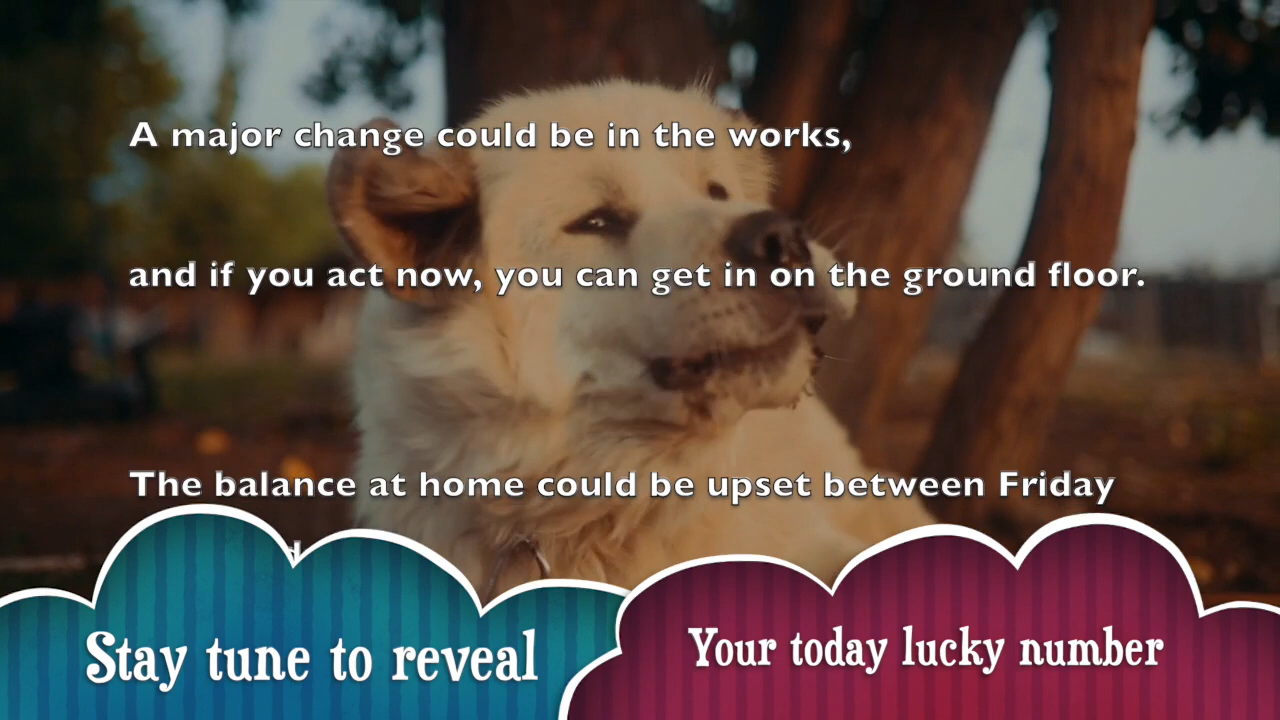 A major change could be in the works,
and if you act now, you can get in on the ground floor.
The balance at home could be upset between Friday
Stay tune to reveal
Your today lucky number